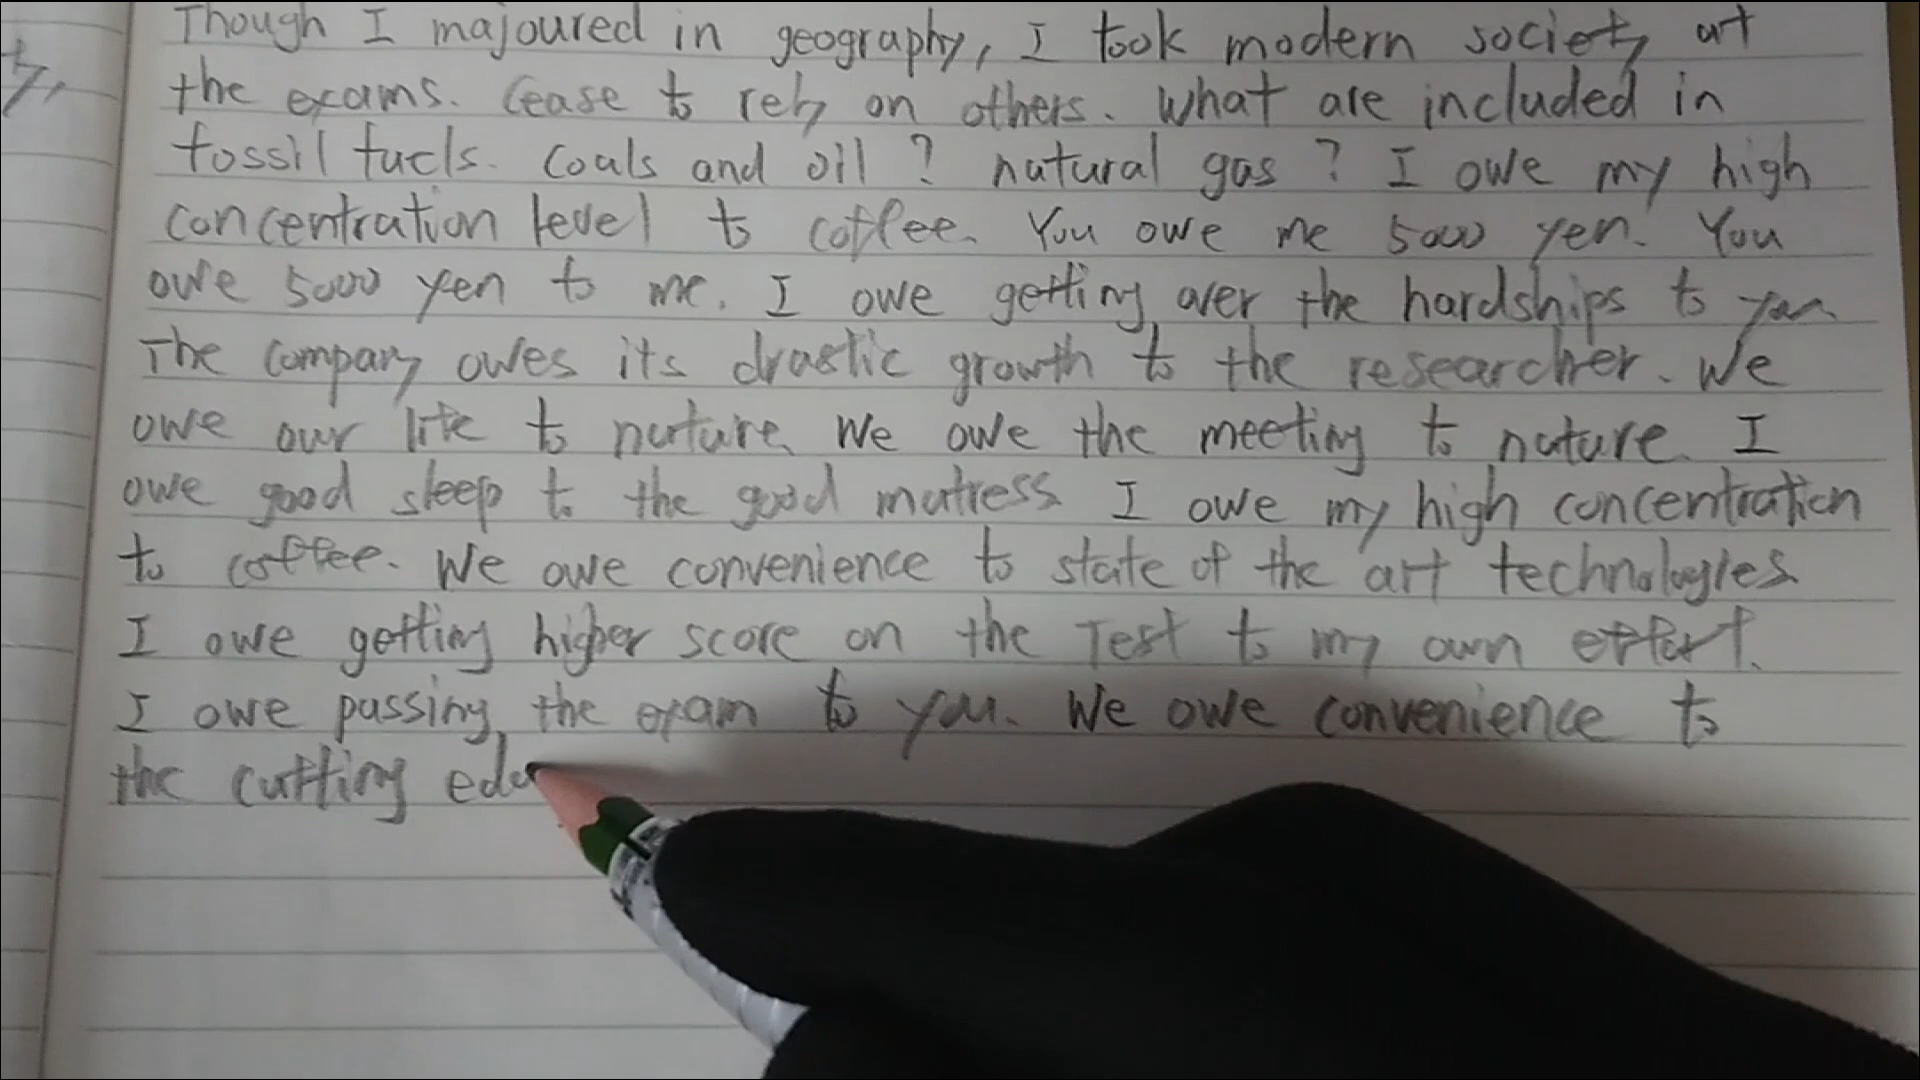 Though I majoured in geography, I took modern society at
the exams. Cease to rely on others. What are included in
fossil fuels. Coals and oil? natural gas? I owe my high
concentration level to coffee. You owe me 5000 yen. You
owe 5000 yen to me. I owe getting over the hardships to you.
The company owes its drastic growth to the researcher. We
owe our life to nature. We owe the meeting to nature. I
owe good sleep to the good matress. I owe my high concentration
to coffee. We owe convenience to state of the art technologies.
I owe getting higher score on the Test to my own effort.
I owe passing the exam to you. We owe convenience to
the cutting edg